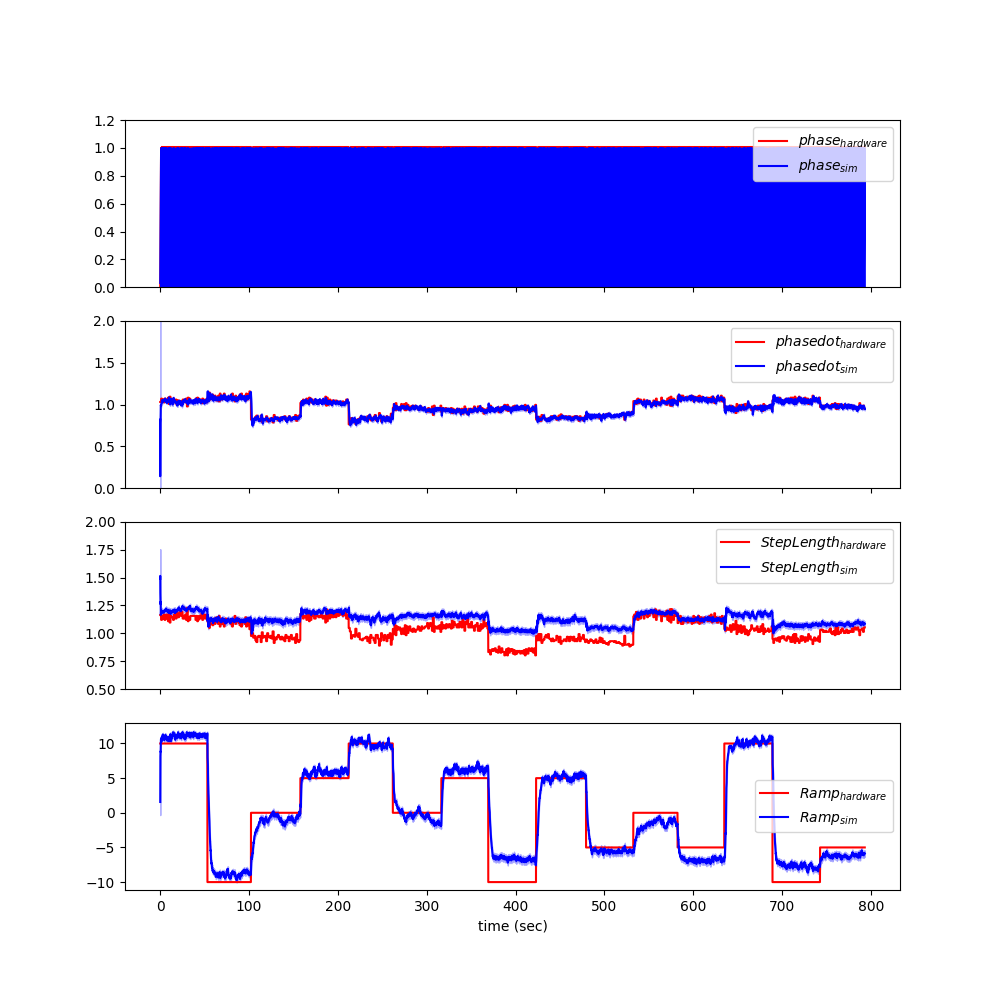 1.2
1.0
0.8
0.6
0.4
0.2
0.0
phase_hardware
phase_sim
2.0
1.5
1.0
0.5
0.0
phasedot_hardware
phasedot_sim
2.00
1.75
1.50
1.25
1.00
0.75
0.50
StepLength_hardware
StepLength_sim
10
5
0
−5
−10
Ramp_hardware
Ramp_sim
0 100 200 300 400 500 600 700 800
time (sec)